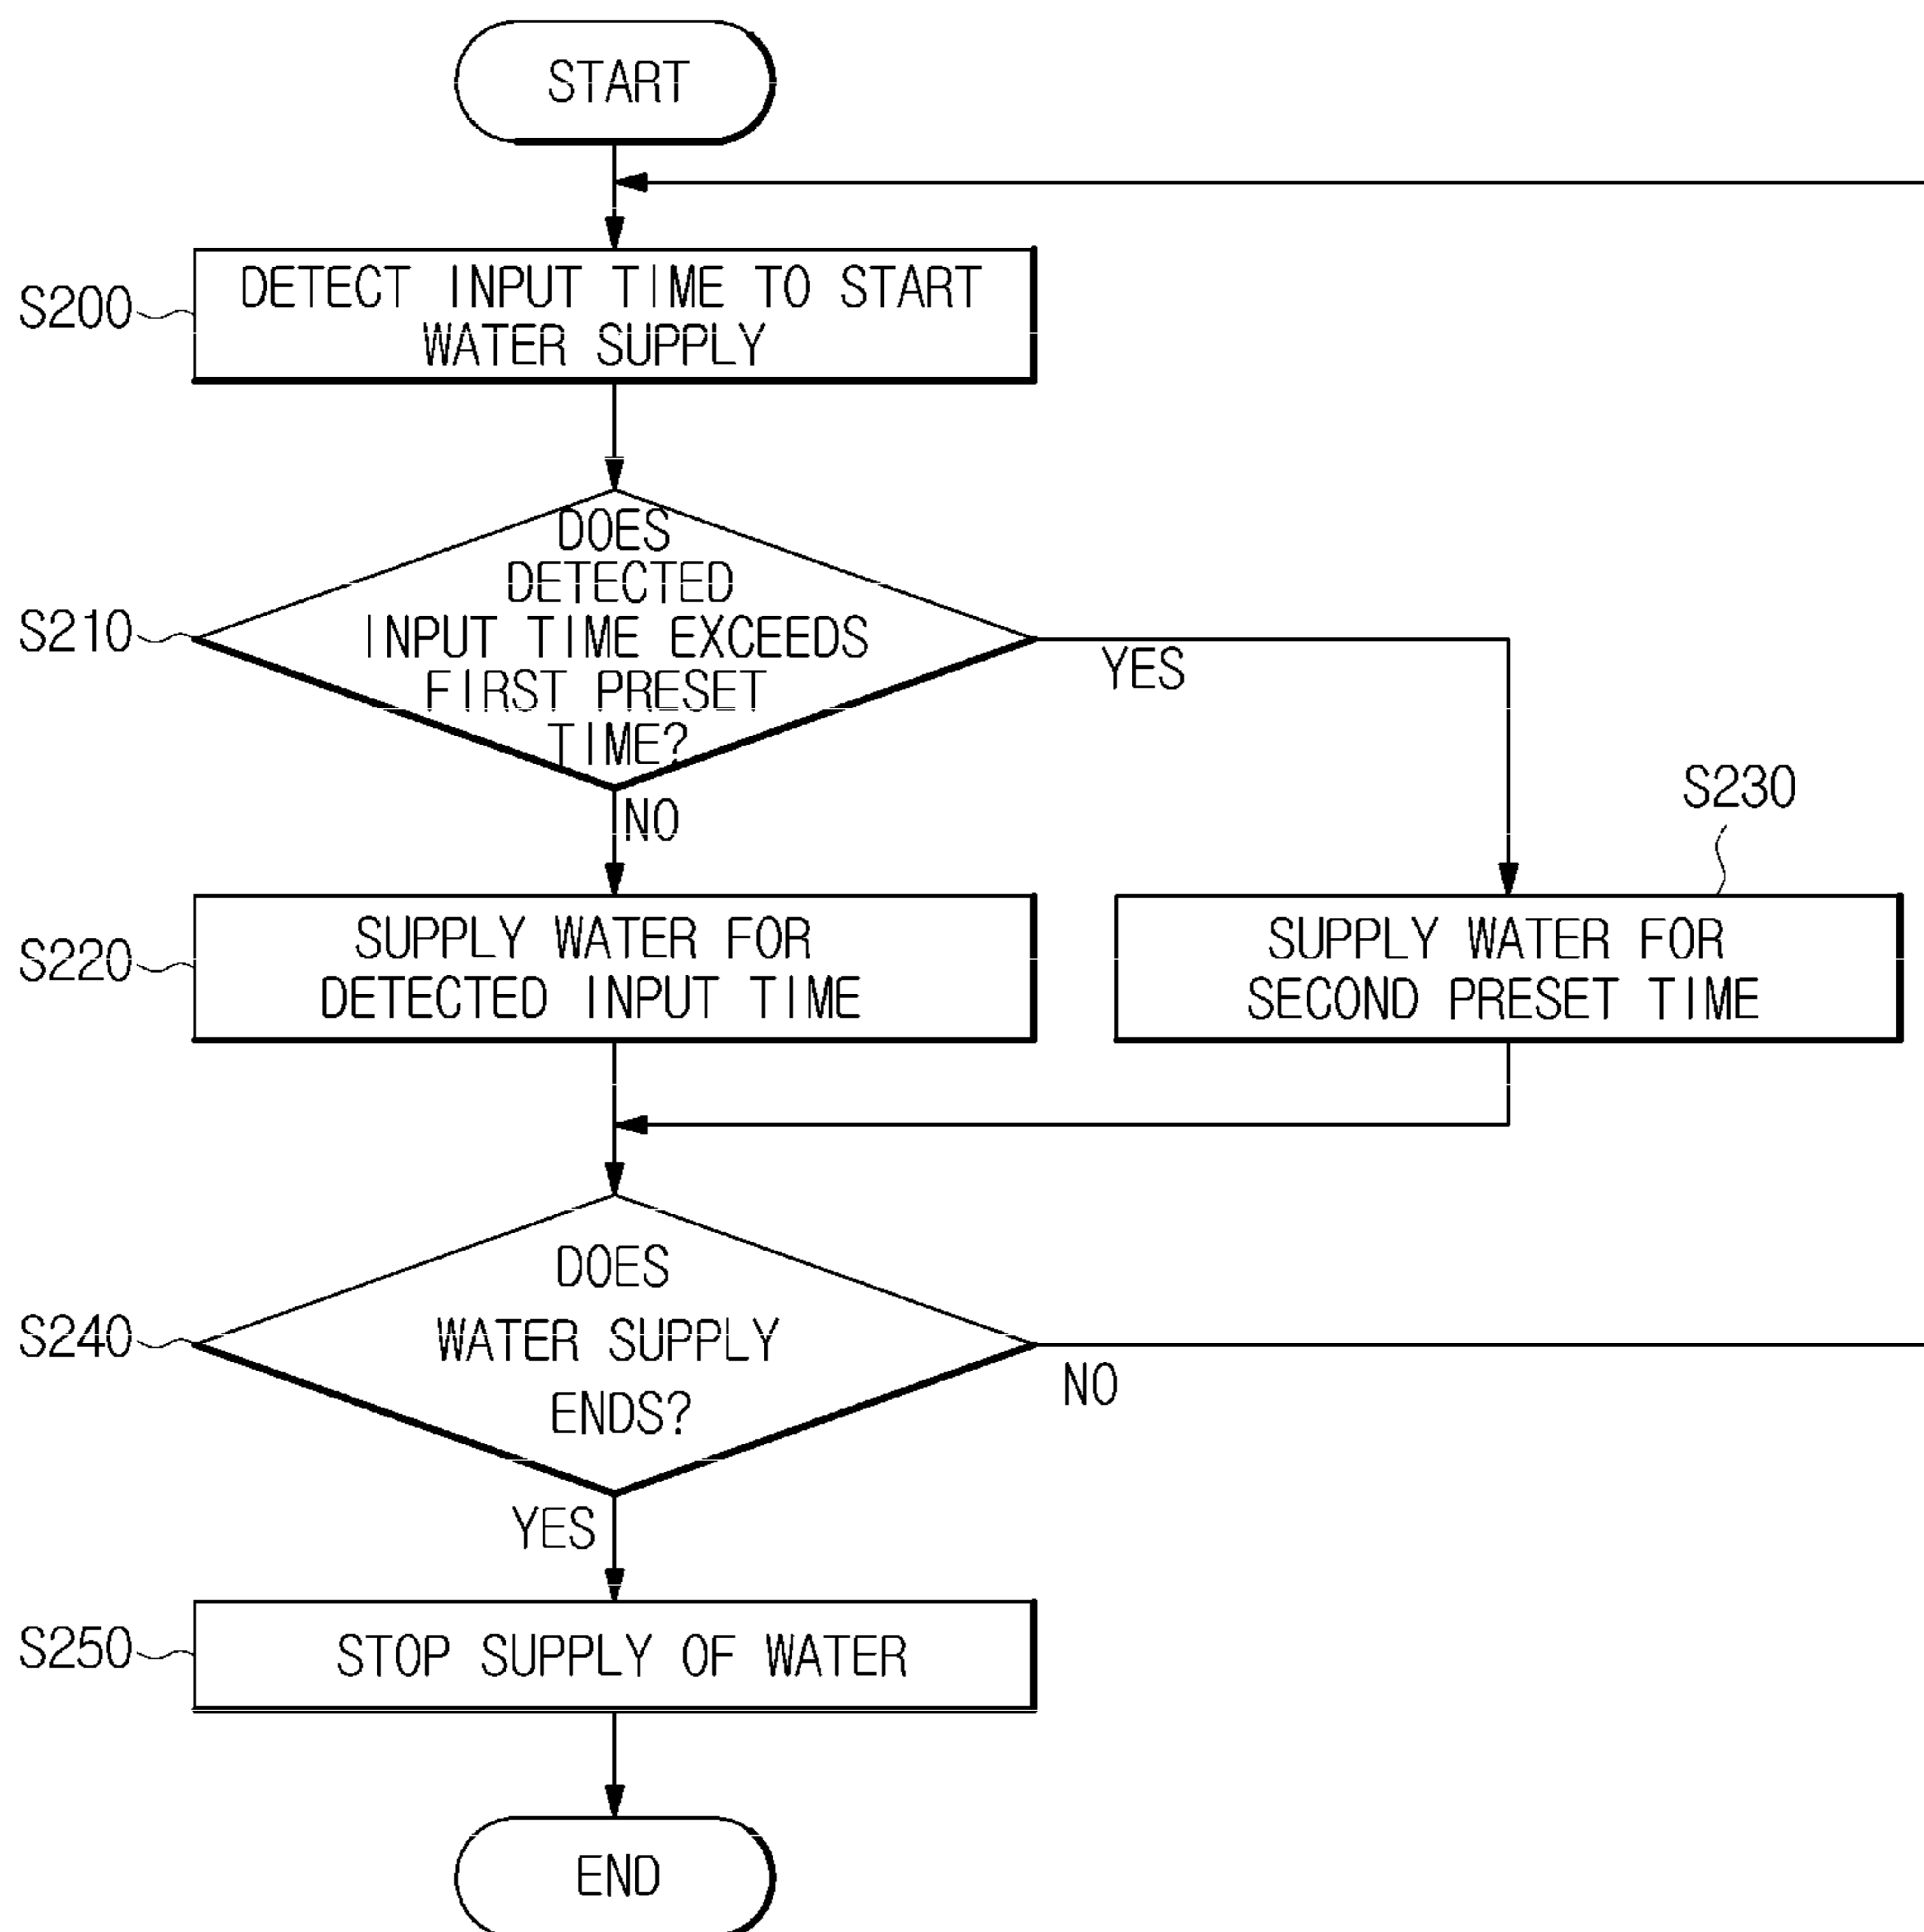 START
S200
DETECT INPUT TIME TO START
WATER SUPPLY
S210
DOES
DETECTED
INPUT TIME EXCEEDS
FIRST PRESET
TIME?
YES
NO
S230
S220
SUPPLY WATER FOR
DETECTED INPUT TIME
SUPPLY WATER FOR
SECOND PRESET TIME
S240
DOES
WATER SUPPLY
ENDS?
NO
YES
S250
STOP SUPPLY OF WATER
END